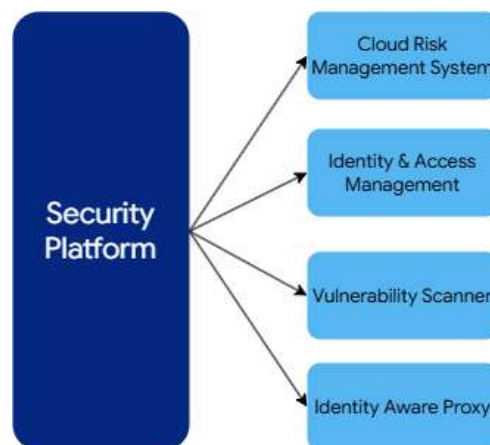 Security
Platform
Cloud Risk
Management System
Identity & Access
Management
Vulnerability Scanner
Identity Aware Proxy